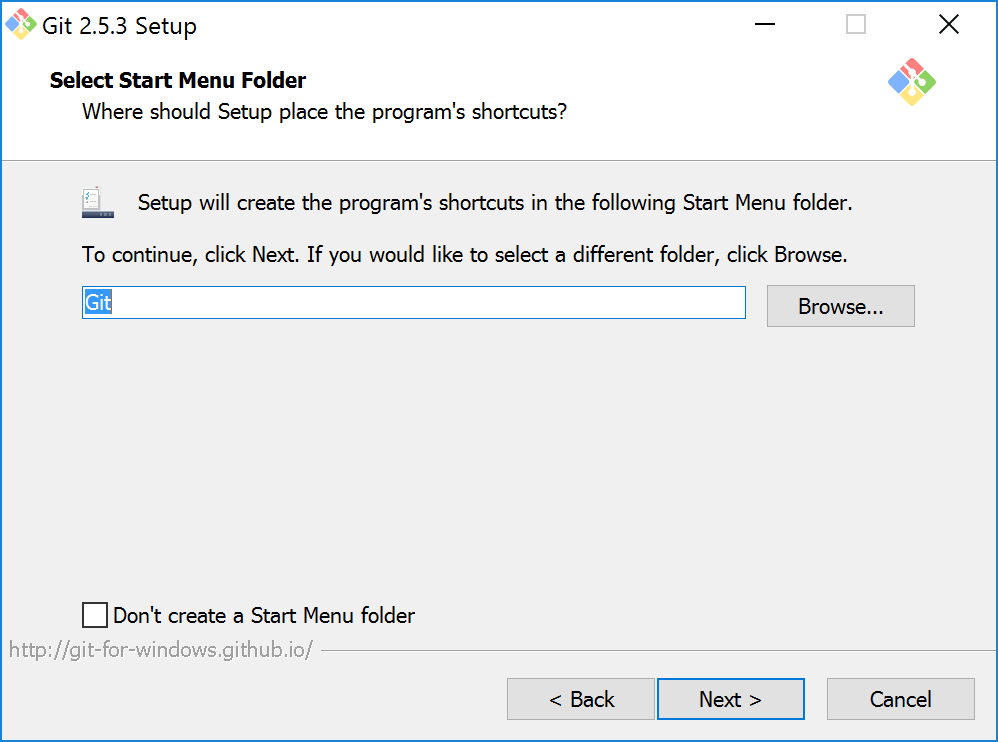 Git 2.5.3 Setup
Select Start Menu Folder
Where should Setup place the program's shortcuts?
Setup will create the program's shortcuts in the following Start Menu folder.
To continue, click Next. If you would like to select a different folder, click Browse.
Git
Browse...
Don't create a Start Menu folder
http://git-for-windows.github.io/
< Back
Next >
Cancel